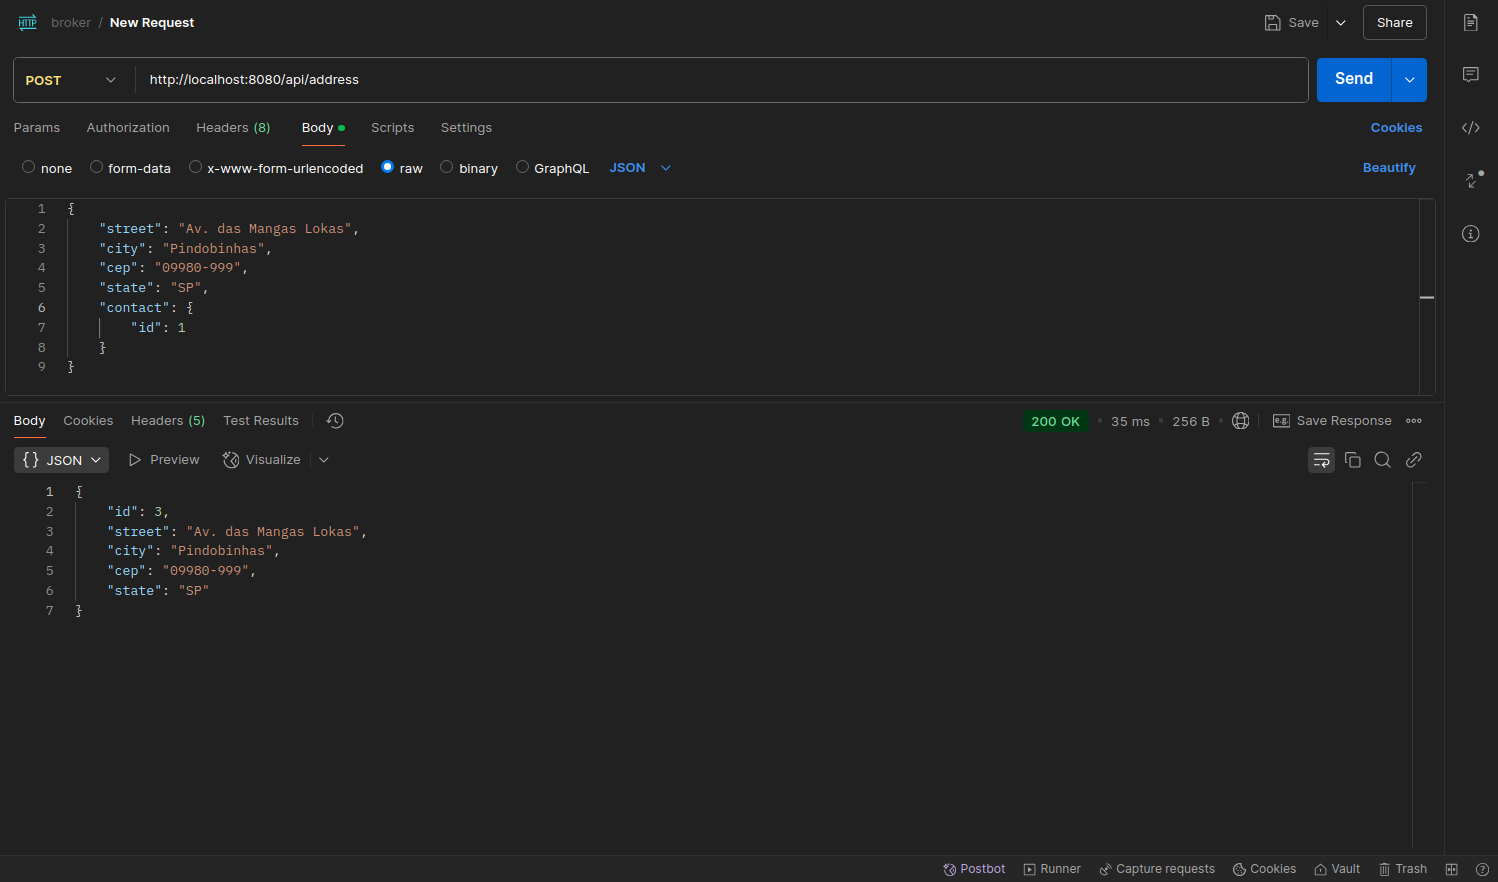 HTTP broker / New Request Save Share
POST http://localhost:8080/api/address Send
Params Authorization Headers (8) Body Scripts Settings Cookies
none form-data x-www-form-urlencoded raw binary GraphQL JSON Beautify
1 {
2 "street": "Av. das Mangas Lokas",
3 "city": "Pindobinhas",
4 "cep": "09980-999",
5 "state": "SP",
6 "contact": {
7 "id": 1
8 }
9 }
Body Cookies Headers (5) Test Results 200 OK 35 ms 256 B e.g. Save Response
{} JSON Preview Visualize
1 {
2 "id": 3,
3 "street": "Av. das Mangas Lokas",
4 "city": "Pindobinhas",
5 "cep": "09980-999",
6 "state": "SP"
7 }
Postbot Runner Capture requests Cookies Vault Trash